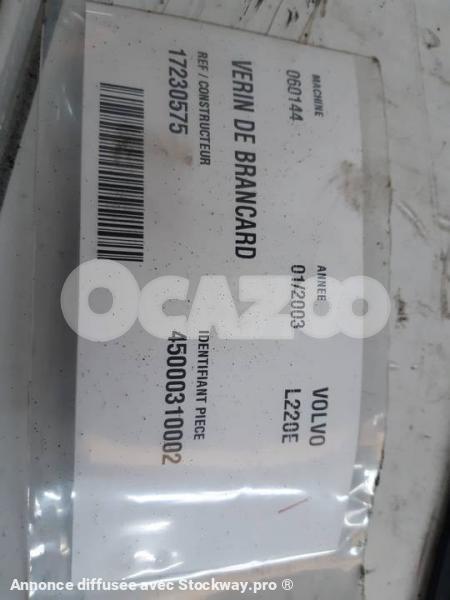 MACHINE
060144
ANNEE
01/2003
VOLVO
L220E
VERIN DE BRANCARD
REF / CONSTRUCTEUR
17230575
IDENTIFIANT PIECE
45000310002
OCAZOO
Annonce diffusée avec Stockway.pro ®